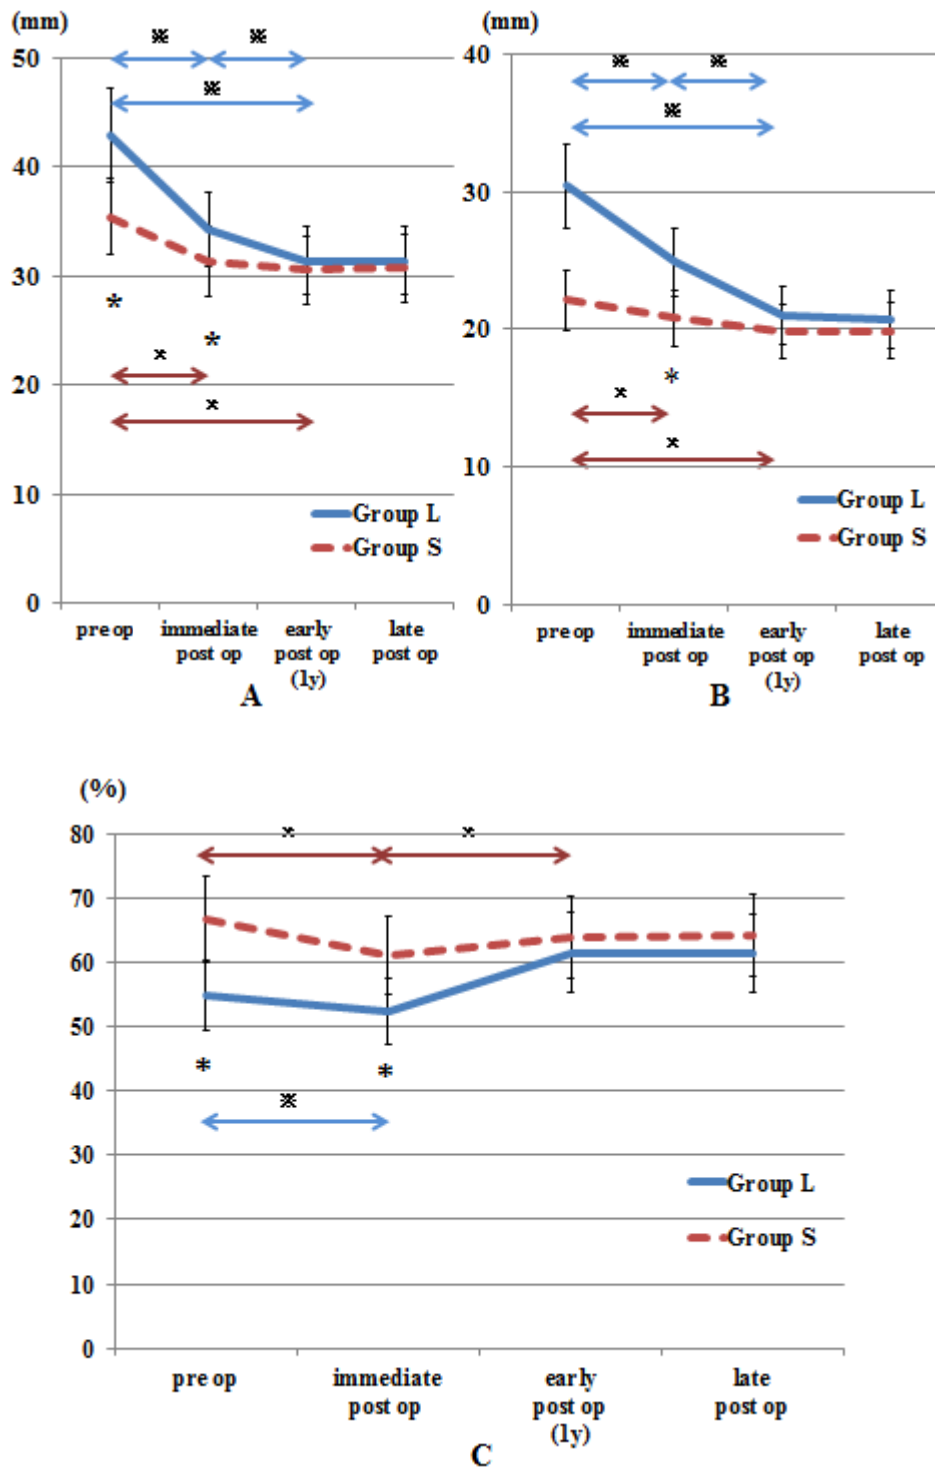 (mm)
50
40
30
20
10
0
※ ※
※
*
*
×
×
Group L
Group S
pre op
immediate
post op
early
post op
(1y)
late
post op
A
(mm)
40
30
20
10
0
※ ※
※
*
×
×
Group L
Group S
pre op
immediate
post op
early
post op
(1y)
late
post op
B
(%)
80
70
60
50
40
30
20
10
0
× ×
* *
※
Group L
Group S
pre op
immediate
post op
early
post op
(1y)
late
post op
C